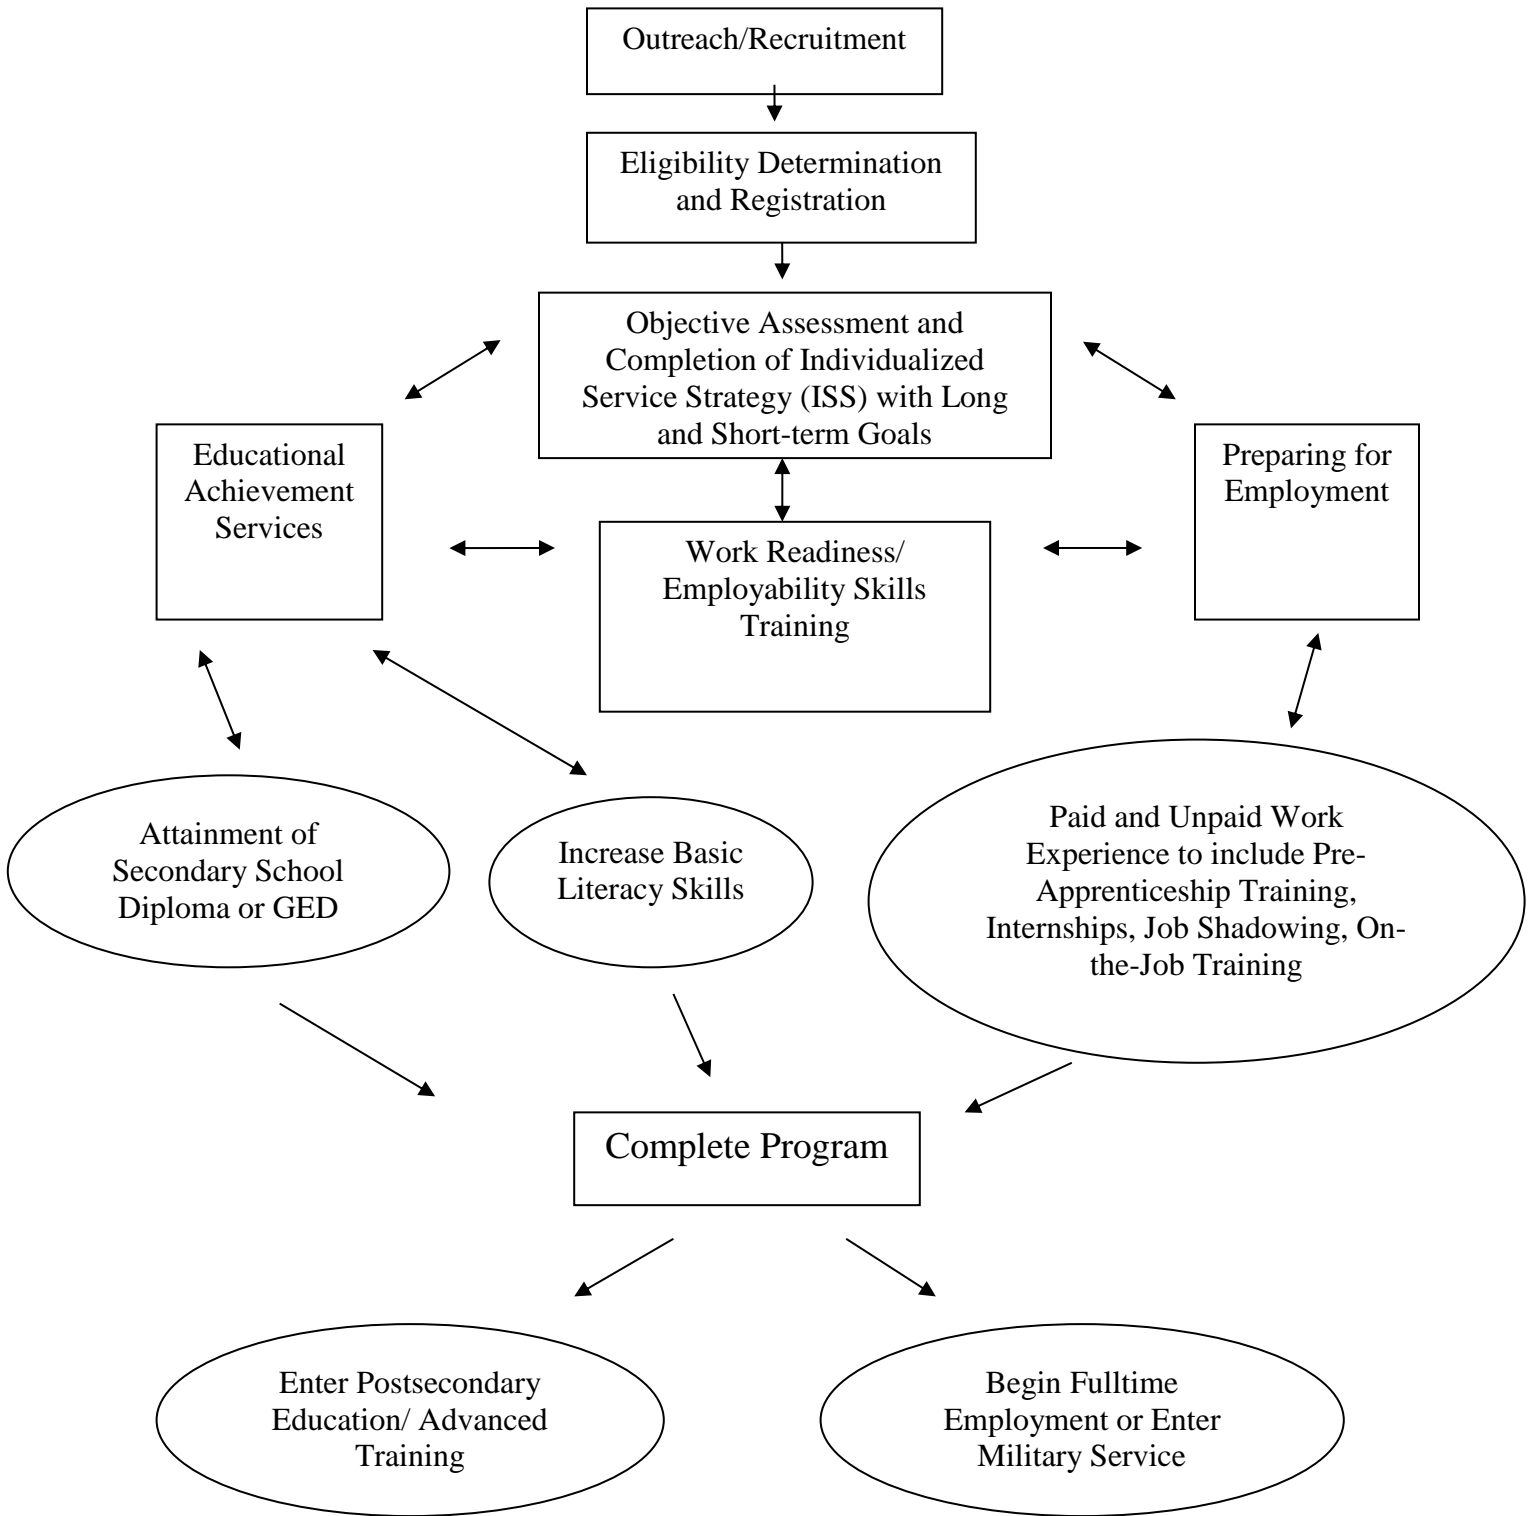 Outreach/Recruitment
Eligibility Determination
and Registration
Objective Assessment and
Completion of Individualized
Service Strategy (ISS) with Long
and Short-term Goals
Educational
Achievement
Services
Work Readiness/
Employability Skills
Training
Preparing for
Employment
Attainment of
Secondary School
Diploma or GED
Increase Basic
Literacy Skills
Paid and Unpaid Work
Experience to include Pre-
Apprenticeship Training,
Internships, Job Shadowing, On-
the-Job Training
Complete Program
Enter Postsecondary
Education/ Advanced
Training
Begin Fulltime
Employment or Enter
Military Service